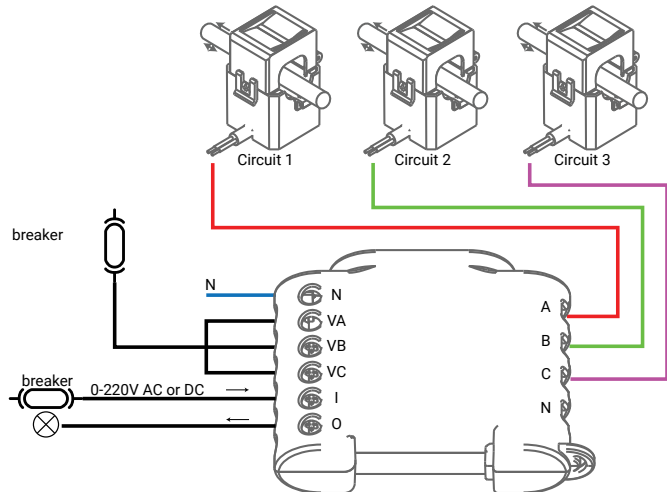 Circuit 1
Circuit 2
Circuit 3
breaker
N
N
VA
VB
VC
I
O
A
B
C
N
breaker
0-220V AC or DC